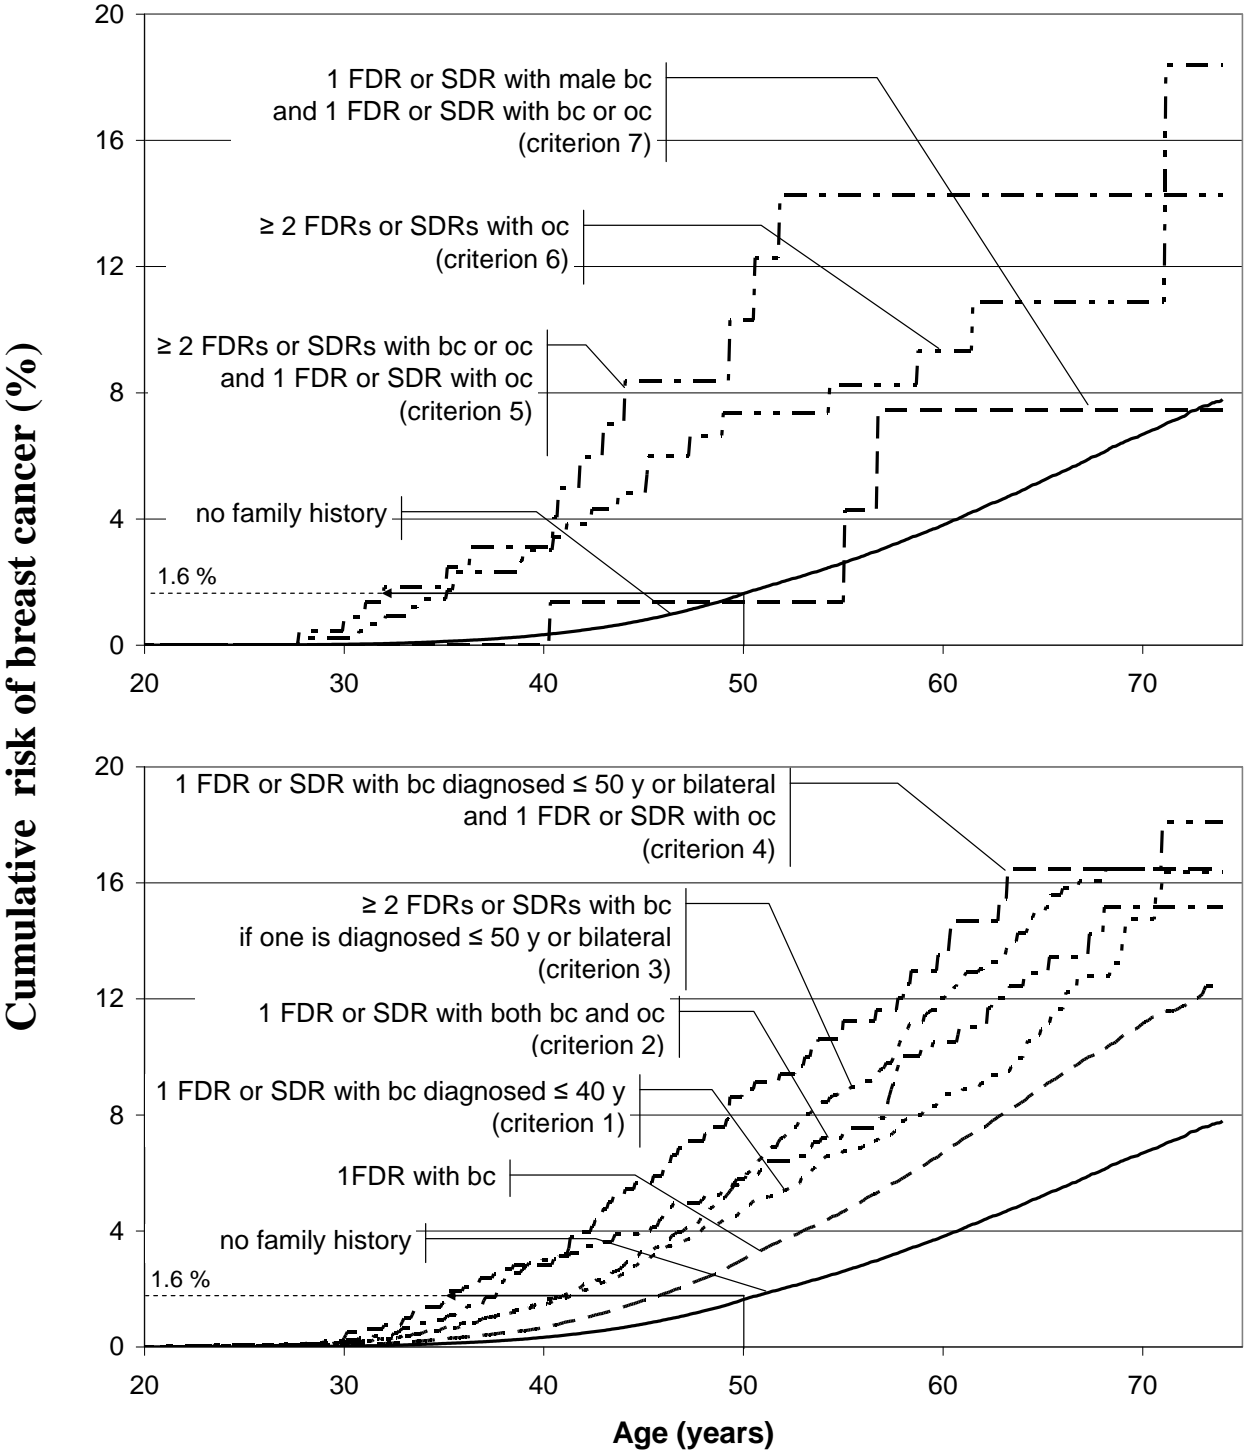 Cumulative risk of breast cancer (%)
20
1 FDR or SDR with male bc
and 1 FDR or SDR with bc or oc
(criterion 7)
16
≥ 2 FDRs or SDRs with oc
(criterion 6)
12
≥ 2 FDRs or SDRs with bc or oc
and 1 FDR or SDR with oc
(criterion 5)
8
no family history
4
1.6 %
0
20 30 40 50 60 70
20
1 FDR or SDR with bc diagnosed ≤ 50 y or bilateral
and 1 FDR or SDR with oc
(criterion 4)
16
≥ 2 FDRs or SDRs with bc
if one is diagnosed ≤ 50 y or bilateral
(criterion 3)
12
1 FDR or SDR with both bc and oc
(criterion 2)
1 FDR or SDR with bc diagnosed ≤ 40 y
(criterion 1)
8
1FDR with bc
4
no family history
1.6 %
0
20 30 40 50 60 70
Age (years)